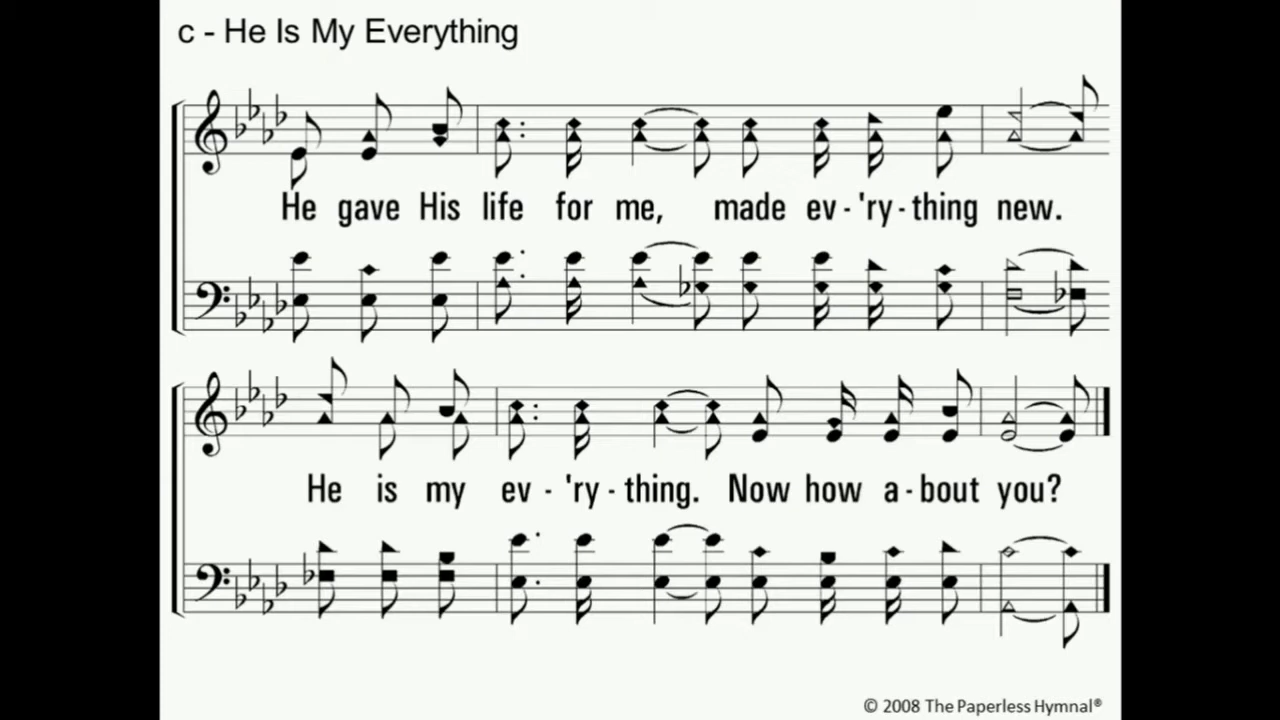 c - He Is My Everything
He gave His life for me, made ev - 'ry - thing new.
He is my ev - 'ry - thing. Now how a - bout you?
© 2008 The Paperless Hymnal®